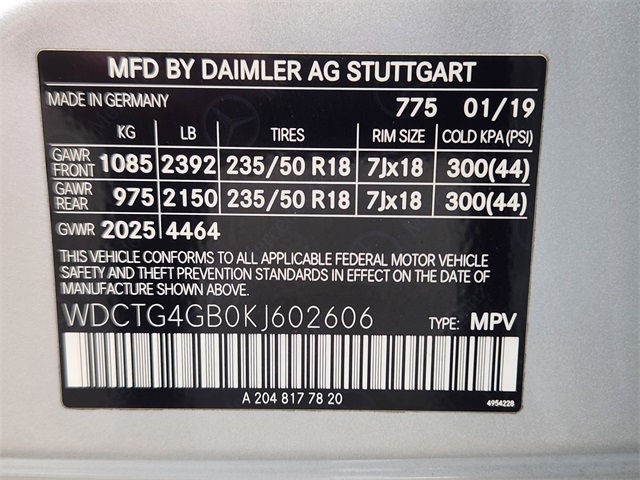 MFD BY DAIMLER AG STUTTGART
MADE IN GERMANY 775 01/19
KG LB TIRES RIM SIZE COLD KPA(PSI)
GAWR FRONT 1085 2392 235/50 R18 7Jx18 300(44)
GAWR REAR 975 2150 235/50 R18 7Jx18 300(44)
GVWR 2025 4464
THIS VEHICLE CONFORMS TO ALL APPLICABLE FEDERAL MOTOR VEHICLE
SAFETY AND THEFT PREVENTION STANDARDS IN EFFECT ON THE DATE OF
MANUFACTURE SHOWN ABOVE.
WDCTG4GB0KJ602606 TYPE: MPV
A 204 817 78 20
4954228